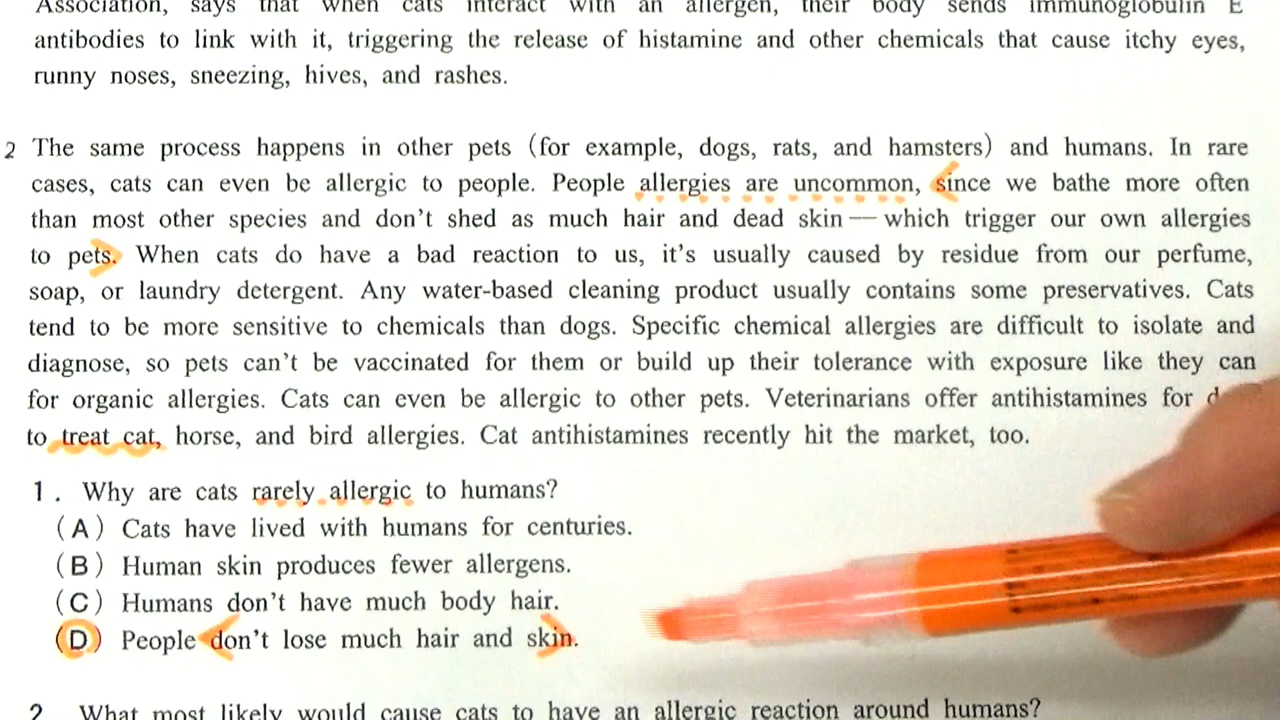 Association, says that when cats interact with an allergen, their body sends immunoglobulin E
antibodies to link with it, triggering the release of histamine and other chemicals that cause itchy eyes,
runny noses, sneezing, hives, and rashes.
2 The same process happens in other pets (for example, dogs, rats, and hamsters) and humans. In rare
cases, cats can even be allergic to people. People allergies are uncommon, since we bathe more often
than most other species and don't shed as much hair and dead skin — which trigger our own allergies
to pets. When cats do have a bad reaction to us, it's usually caused by residue from our perfume,
soap, or laundry detergent. Any water-based cleaning product usually contains some preservatives. Cats
tend to be more sensitive to chemicals than dogs. Specific chemical allergies are difficult to isolate and
diagnose, so pets can't be vaccinated for them or build up their tolerance with exposure like they can
for organic allergies. Cats can even be allergic to other pets. Veterinarians offer antihistamines for
to treat cat, horse, and bird allergies. Cat antihistamines recently hit the market, too.
1. Why are cats rarely allergic to humans?
(A) Cats have lived with humans for centuries.
(B) Human skin produces fewer allergens.
(C) Humans don't have much body hair.
(D) People don't lose much hair and skin.
2 What most likely would cause cats to have an allergic reaction around humans?